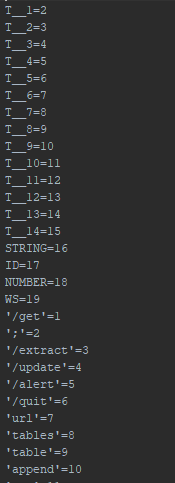 T__1=2
T__2=3
T__3=4
T__4=5
T__5=6
T__6=7
T__7=8
T__8=9
T__9=10
T__10=11
T__11=12
T__12=13
T__13=14
T__14=15
STRING=16
ID=17
NUMBER=18
WS=19
'/get'=1
';'=2
'/extract'=3
'/update'=4
'/alert'=5
'/quit'=6
'url'=7
'tables'=8
'table'=9
'append'=10